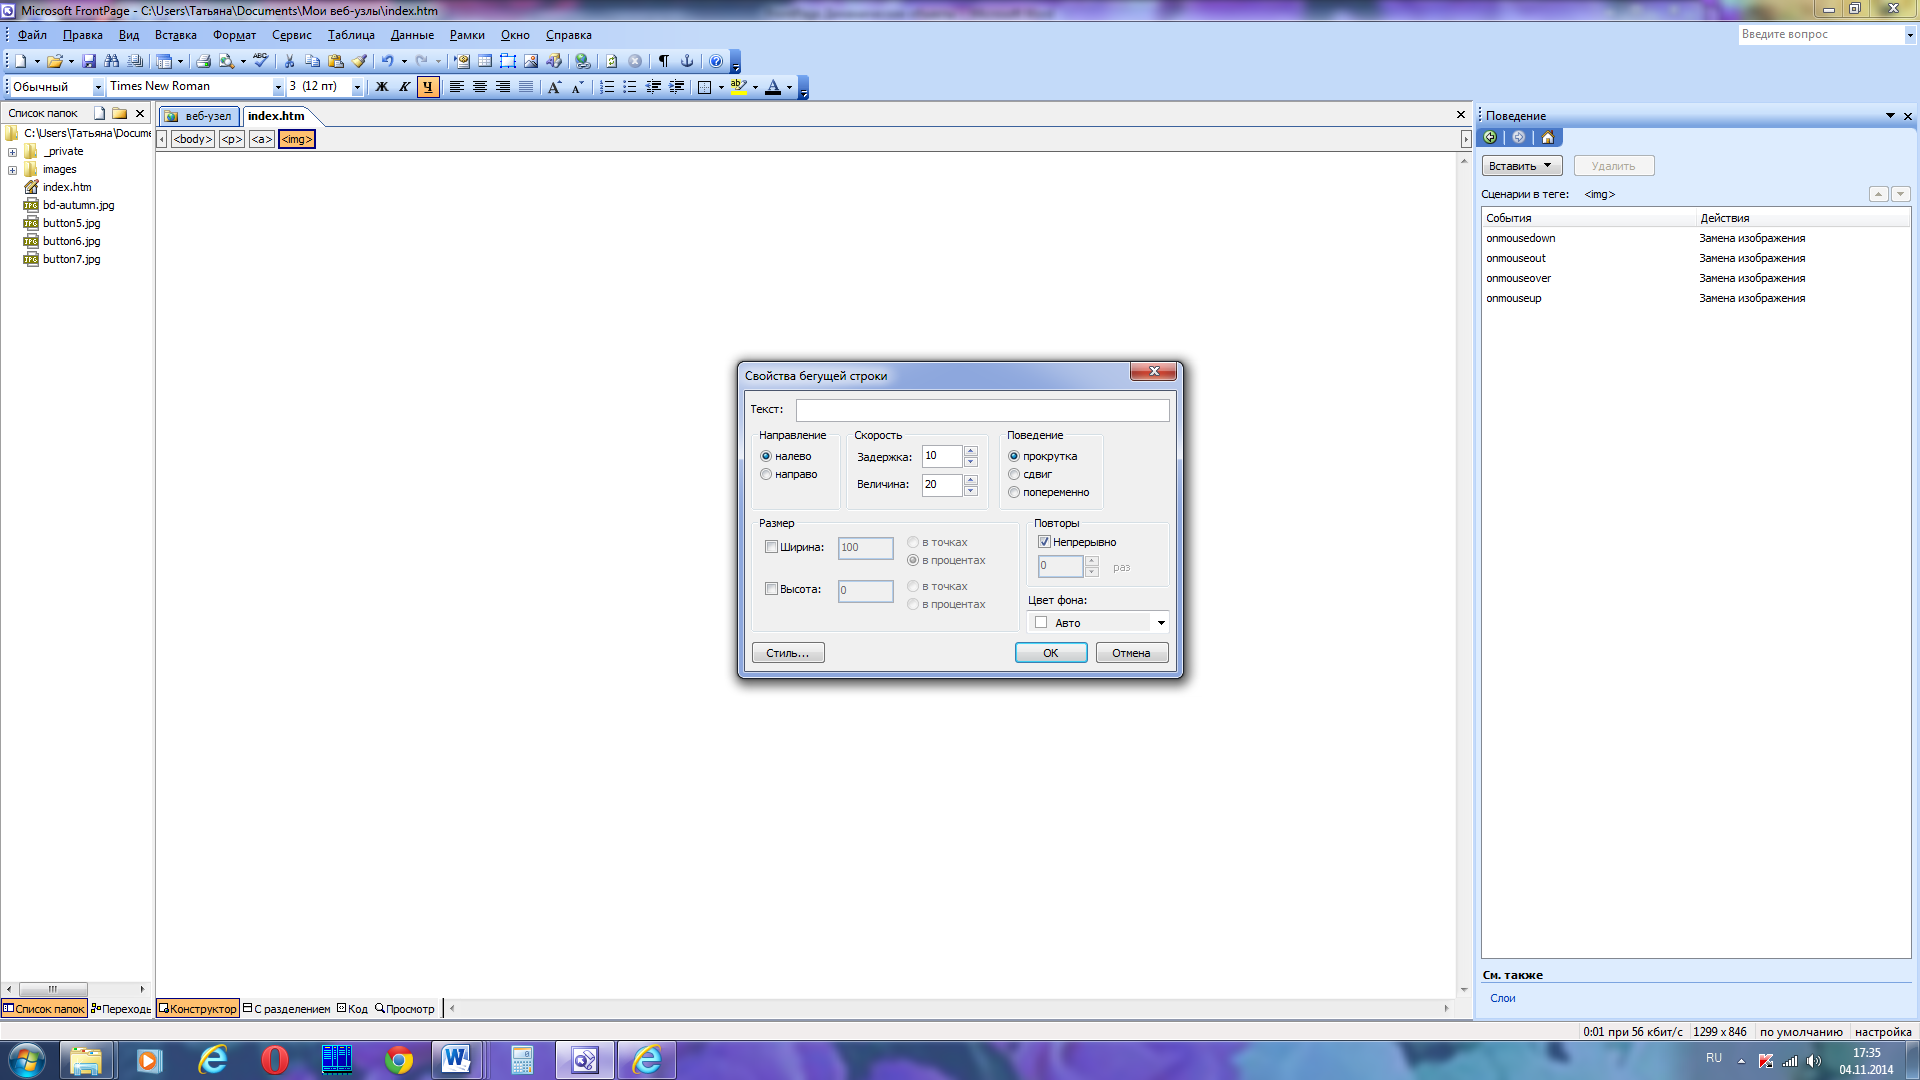 Microsoft FrontPage - C:\Users\Татьяна\Documents\Мои веб-узлы\index.htm
Файл Правка Вид Вставка Формат Сервис Таблица Данные Рамки Окно Справка
Введите вопрос
Обычный Times New Roman 3 (12 пт) Ж К Ч
Список папок
C:\Users\Татьяна\Docume
_private
images
index.htm
bd-autumn.jpg
button5.jpg
button6.jpg
button7.jpg
веб-узел index.htm
<body> <p> <a> <img>
Свойства бегущей строки
Текст:
Направление
налево
направо
Скорость
Задержка: 10
Величина: 20
Поведение
прокрутка
сдвиг
попеременно
Размер
Ширина: 100
в точках
в процентах
Высота: 0
в точках
в процентах
Повторы
Непрерывно
0 раз
Цвет фона:
Авто
Стиль...
ОК
Отмена
Поведение
Вставить
Удалить
Сценарии в теге: <img>
События Действия
onmousedown Замена изображения
onmouseout Замена изображения
onmouseover Замена изображения
onmouseup Замена изображения
См. также
Слои
Список папок Переходы
Конструктор С разделением Код Просмотр
0:01 при 56 кбит/с 1299 x 846 по умолчанию настройка
RU
17:35
04.11.2014